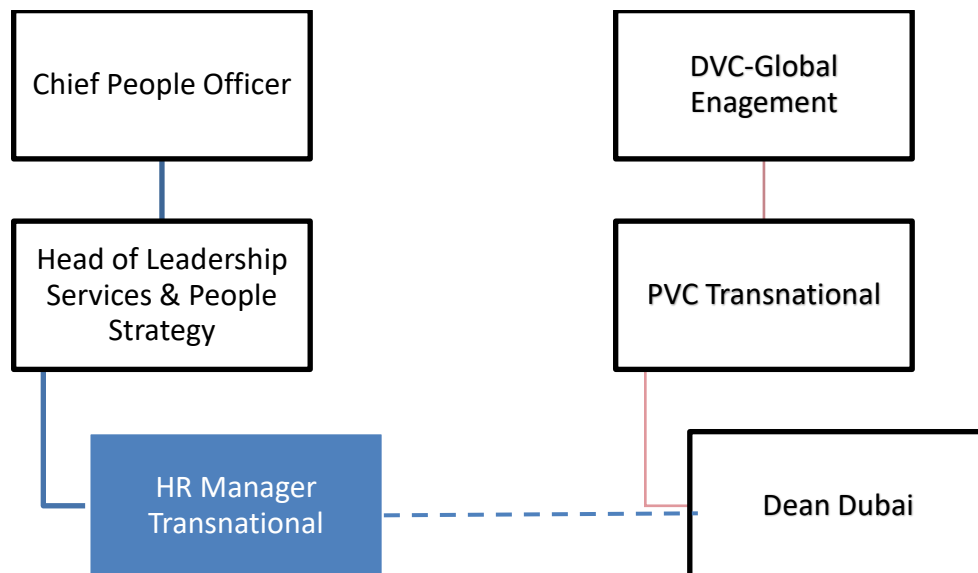 Chief People Officer
DVC-Global
Enagement
Head of Leadership
Services & People
Strategy
PVC Transnational
HR Manager
Transnational
Dean Dubai